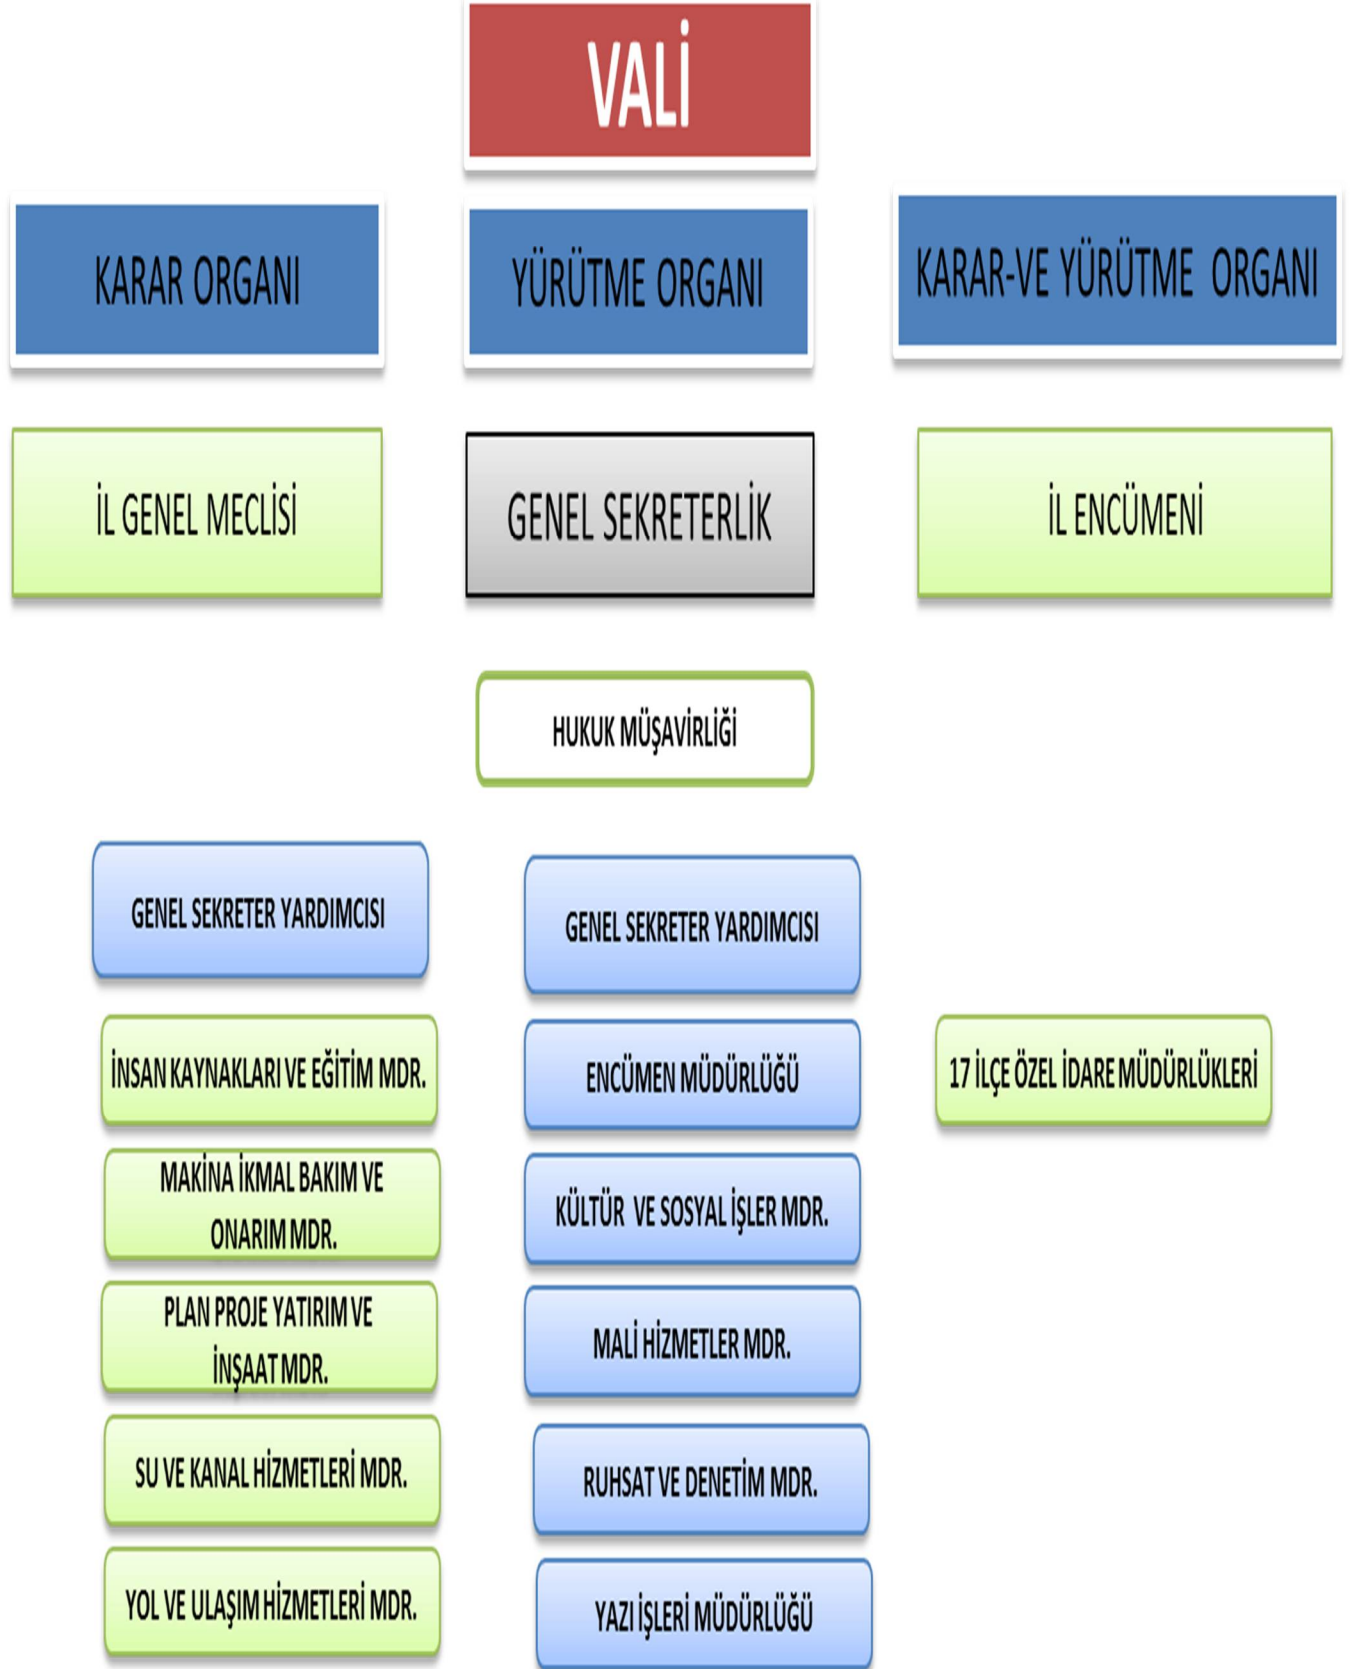 VALİ
KARAR ORGANI
YÜRÜTME ORGANI
KARAR-VE YÜRÜTME ORGANI
İL GENEL MECLİSİ
GENEL SEKRETERLİK
İL ENCÜMENİ
HUKUK MÜŞAVİRLİĞİ
GENEL SEKRETER YARDIMCISI
İNSAN KAYNAKLARI VE EĞİTİM MDR.
MAKİNA İKMAL BAKIM VE
ONARIM MDR.
PLAN PROJE YATIRIM VE
İNŞAAT MDR.
SU VE KANAL HİZMETLERİ MDR.
YOL VE ULAŞIM HİZMETLERİ MDR.
GENEL SEKRETER YARDIMCISI
ENCÜMEN MÜDÜRLÜĞÜ
KÜLTÜR VE SOSYAL İŞLER MDR.
MALİ HİZMETLER MDR.
RUHSAT VE DENETİM MDR.
YAZI İŞLERİ MÜDÜRLÜĞÜ
17 İLÇE ÖZEL İDARE MÜDÜRLÜKLERİ